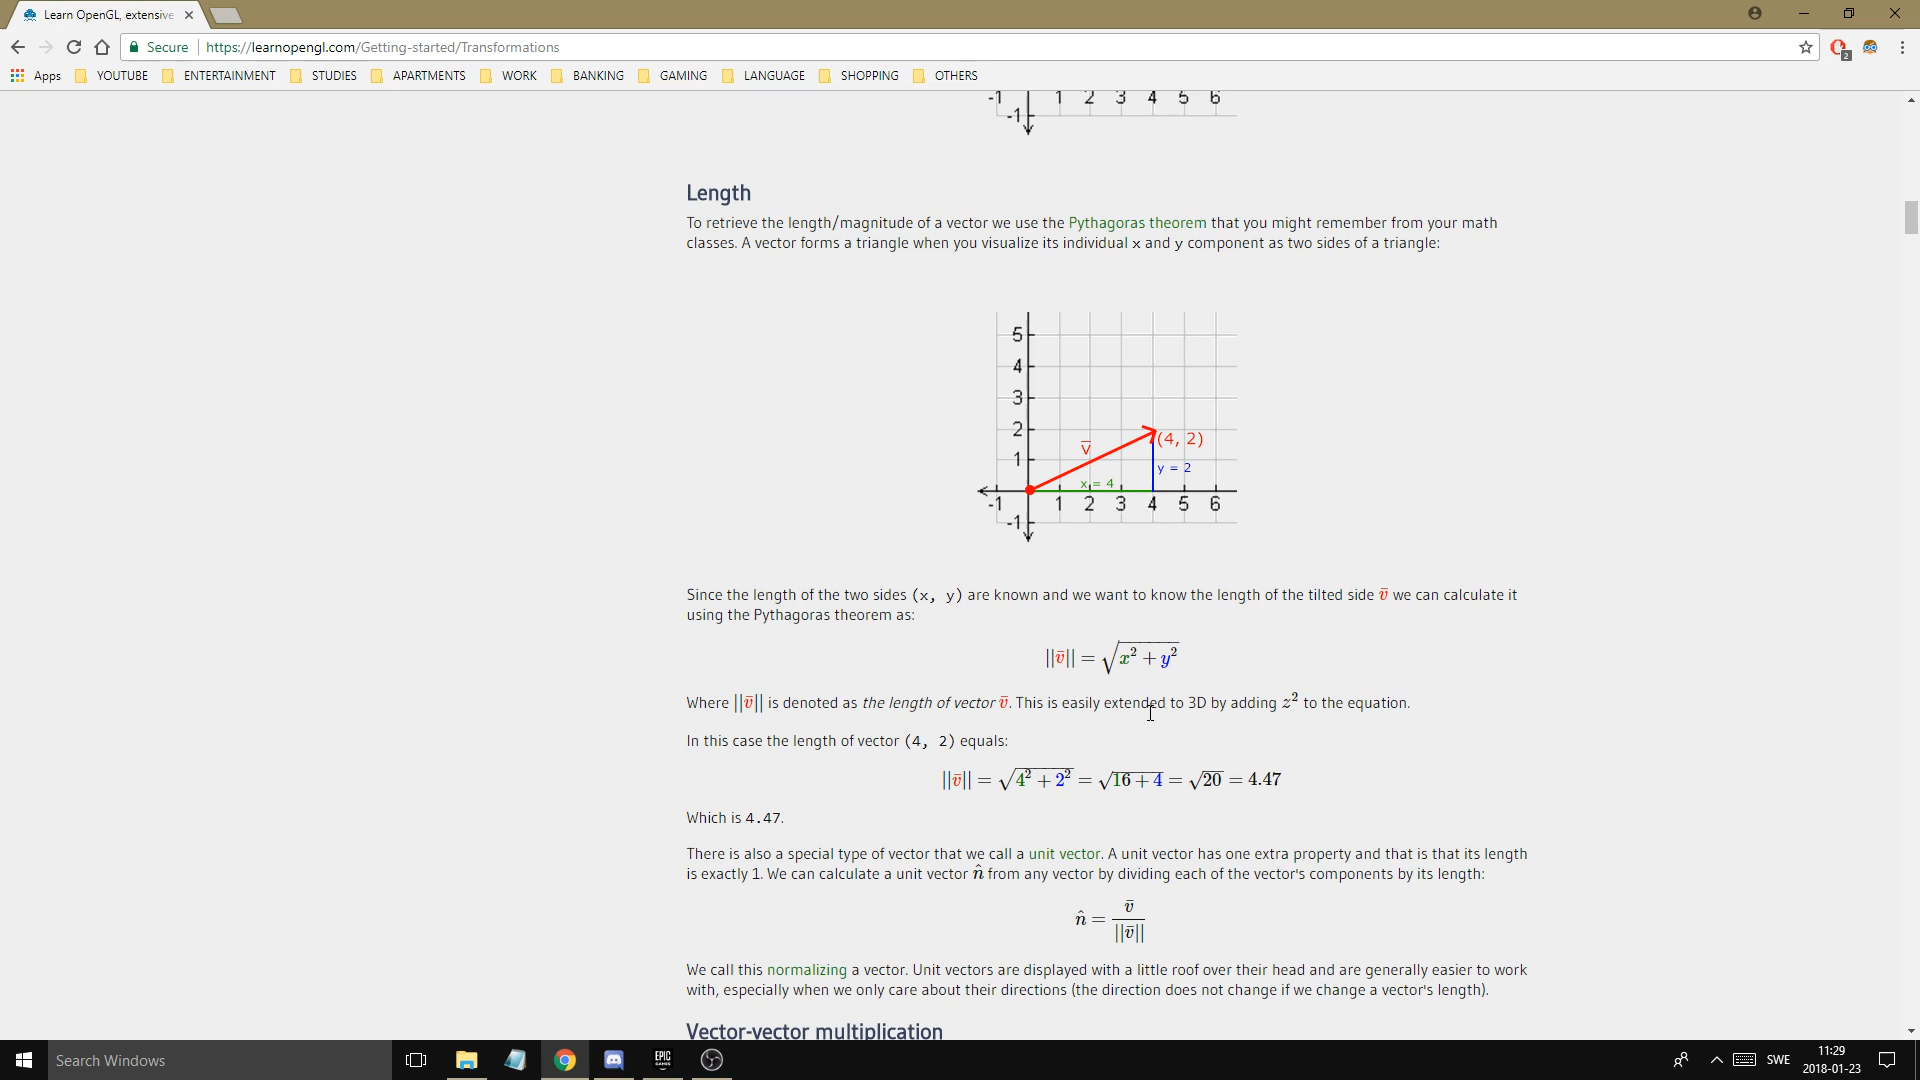 Learn OpenGL, extensive
Secure https://learnopengl.com/Getting-started/Transformations
2
Apps YOUTUBE ENTERTAINMENT STUDIES APARTMENTS WORK BANKING GAMING LANGUAGE SHOPPING OTHERS
-1 1 2 3 4 5 6
-1
Length
To retrieve the length/magnitude of a vector we use the Pythagoras theorem that you might remember from your math
classes. A vector forms a triangle when you visualize its individual x and y component as two sides of a triangle:
5
4
3
2
1
v̅
(4, 2)
y = 2
x = 4
-1 1 2 3 4 5 6
-1
Since the length of the two sides (x, y) are known and we want to know the length of the tilted side v̄ we can calculate it
using the Pythagoras theorem as:
||v̄|| = √(x² + y²)
Where ||v̄|| is denoted as the length of vector v̄. This is easily extended to 3D by adding z² to the equation.
In this case the length of vector (4, 2) equals:
||v̄|| = √(4² + 2²) = √(16 + 4) = √20 = 4.47
Which is 4.47.
There is also a special type of vector that we call a unit vector. A unit vector has one extra property and that is that its length
is exactly 1. We can calculate a unit vector n̂ from any vector by dividing each of the vector's components by its length:
n̂ = v̄ / ||v̄||
We call this normalizing a vector. Unit vectors are displayed with a little roof over their head and are generally easier to work
with, especially when we only care about their directions (the direction does not change if we change a vector's length).
Vector-vector multiplication
Search Windows
EPIC
GAMES
SWE
11:29
2018-01-23